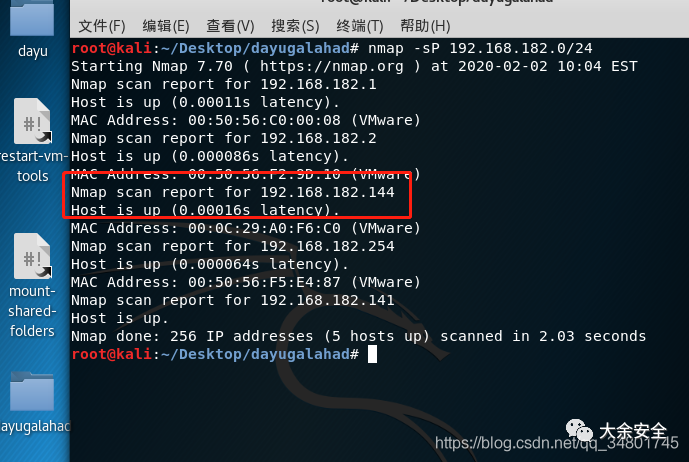 dayu
restart-vm-
tools
mount-
shared-
folders
dayugalahad
root@kali: ~/Desktop/dayugalahad
文件(F) 编辑(E) 查看(V) 搜索(S) 终端(T) 帮助(H)
root@kali:~/Desktop/dayugalahad# nmap -sP 192.168.182.0/24
Starting Nmap 7.70 ( https://nmap.org ) at 2020-02-02 10:04 EST
Nmap scan report for 192.168.182.1
Host is up (0.00011s latency).
MAC Address: 00:50:56:C0:00:08 (VMware)
Nmap scan report for 192.168.182.2
Host is up (0.000086s latency).
MAC Address: 00:50:56:F2:9D:10 (VMware)
Nmap scan report for 192.168.182.144
Host is up (0.00016s latency).
MAC Address: 00:0C:29:A0:F6:C0 (VMware)
Nmap scan report for 192.168.182.254
Host is up (0.000064s latency).
MAC Address: 00:50:56:F5:E4:87 (VMware)
Nmap scan report for 192.168.182.141
Host is up.
Nmap done: 256 IP addresses (5 hosts up) scanned in 2.03 seconds
root@kali:~/Desktop/dayugalahad#
大余安全
https://blog.csdn.net/qq_34801745